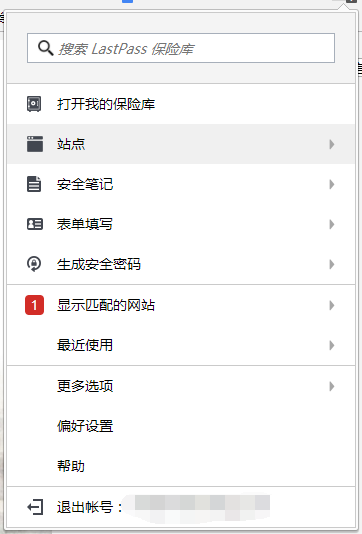 搜索 LastPass 保险库
打开我的保险库
站点
安全笔记
表单填写
生成安全密码
1 显示匹配的网站
最近使用
更多选项
偏好设置
帮助
退出帐号：